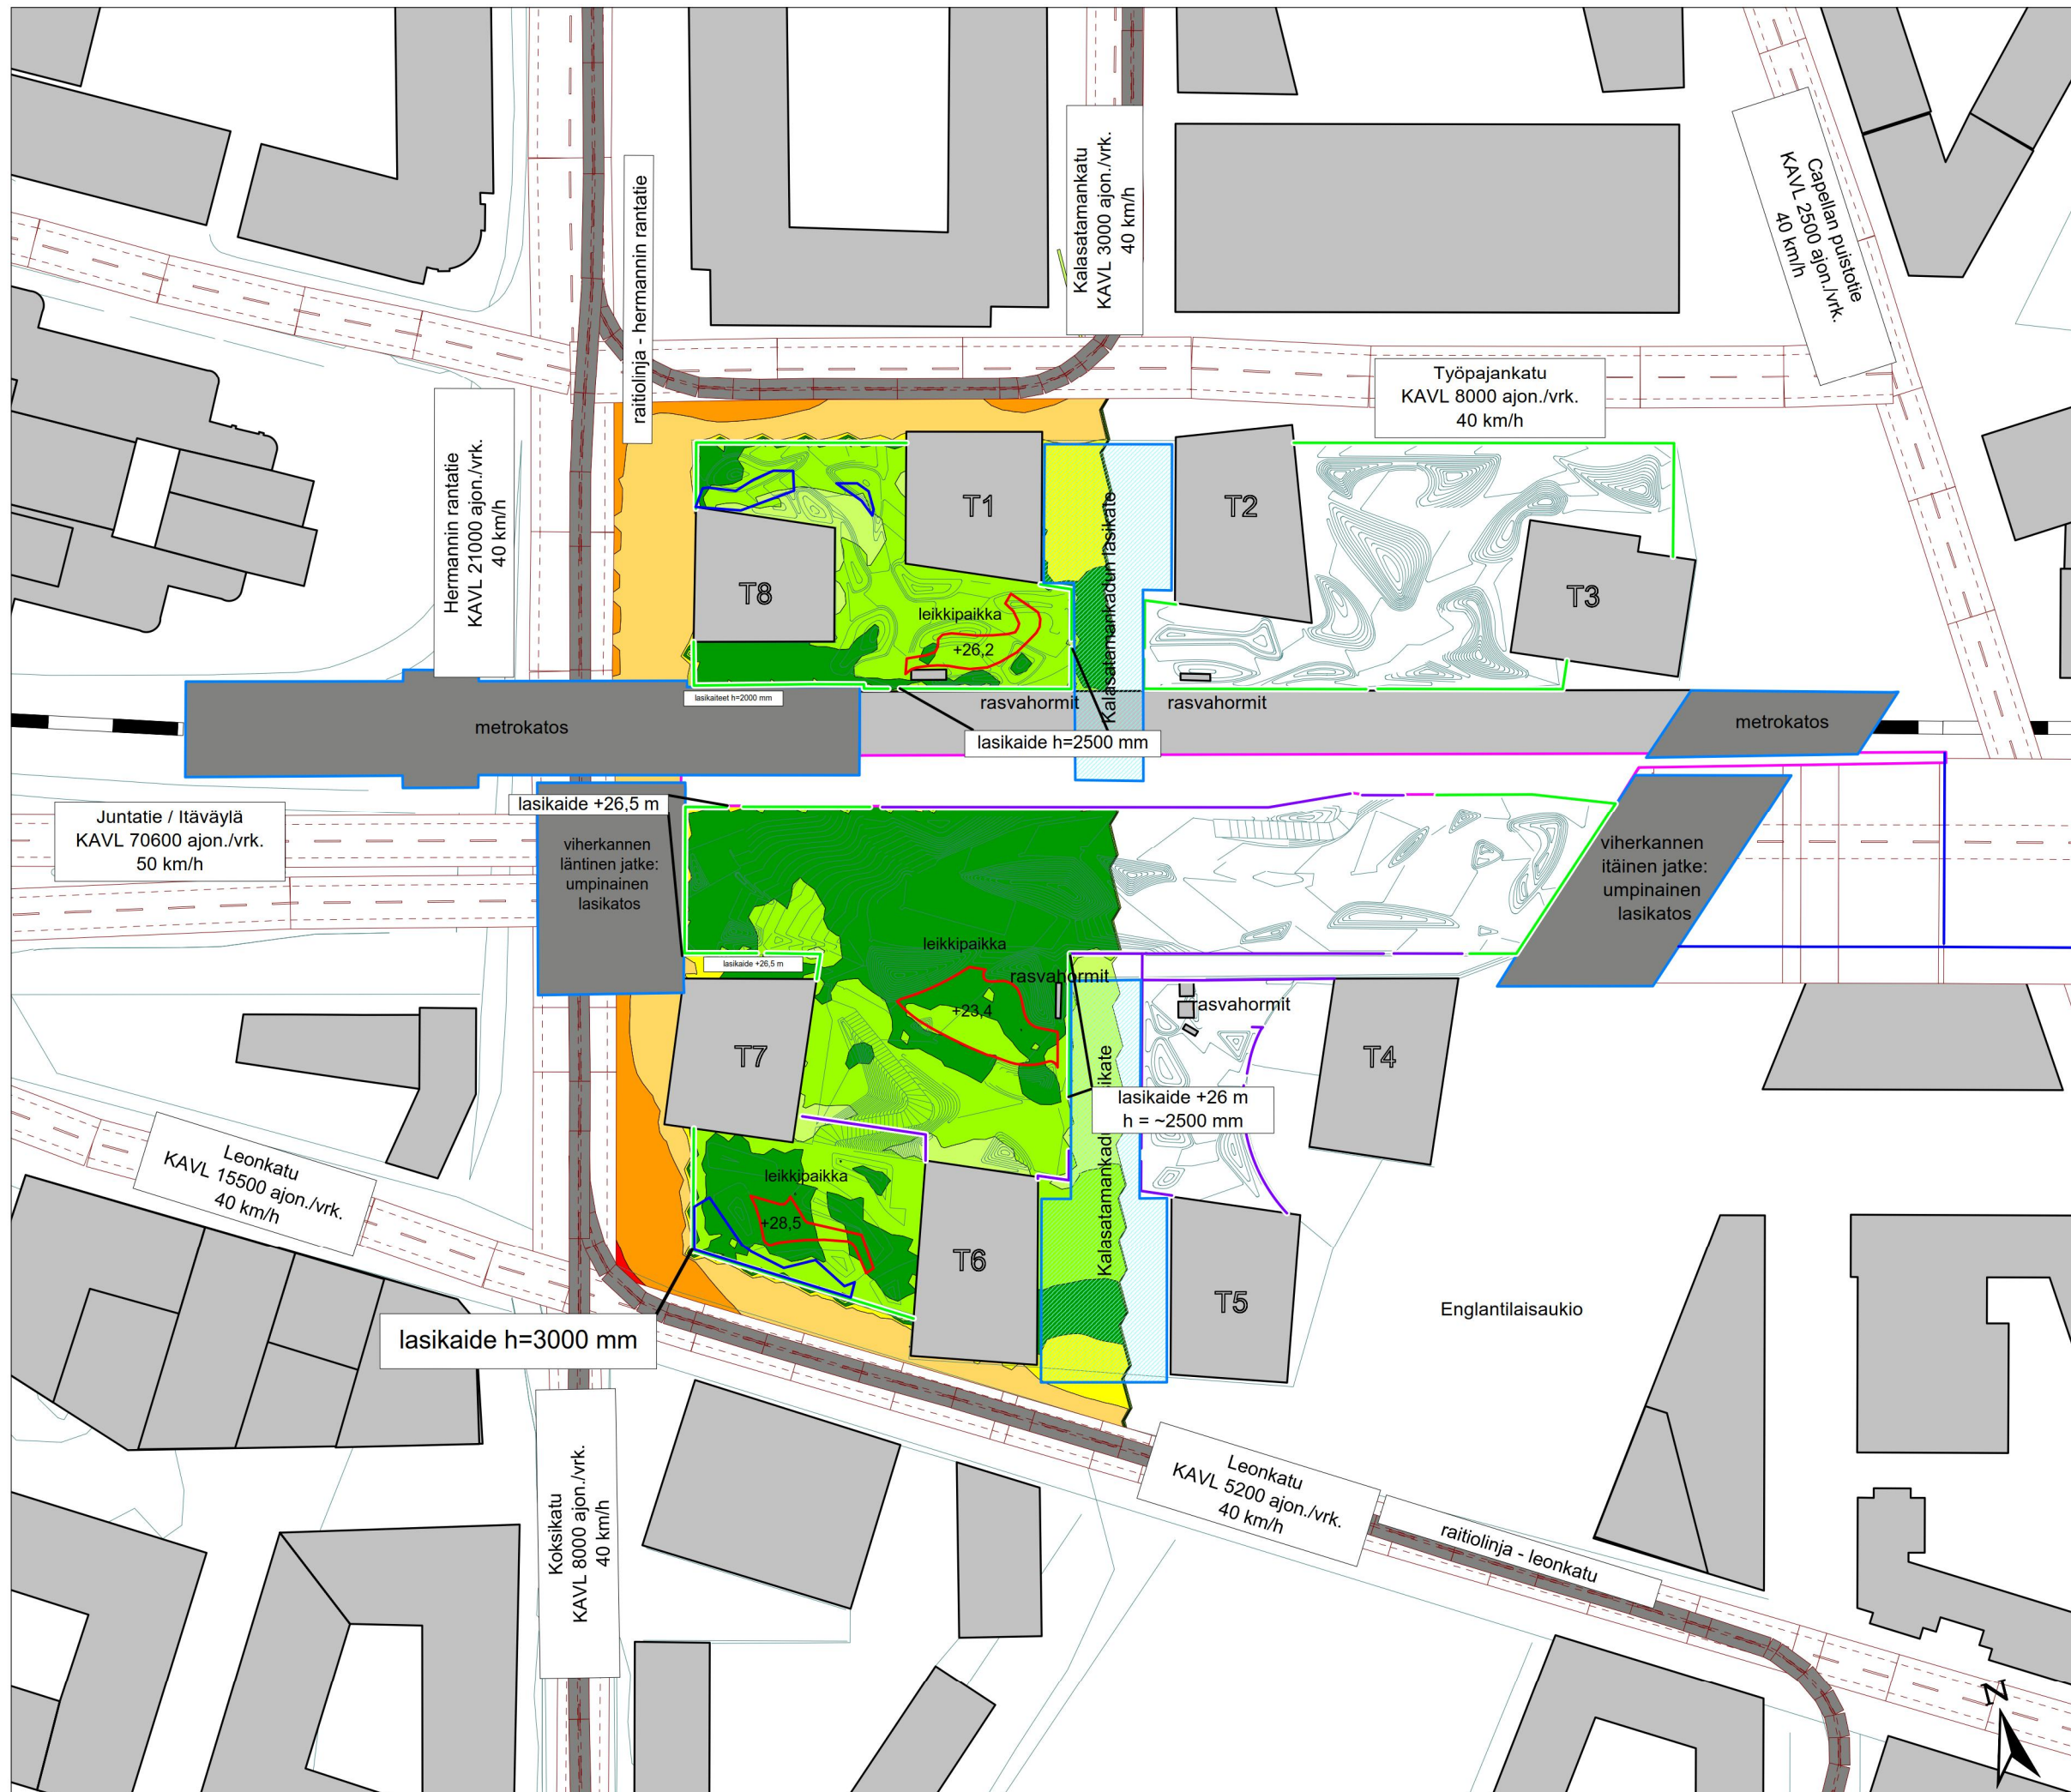 Kalasatamankatu
KAVL 3000 ajon./vrk.
40 km/h
Capellan puistotie
KAVL 2500 ajon./vrk.
40 km/h
raitiolinja - hermannin rantatie
Työpajankatu
KAVL 8000 ajon./vrk.
40 km/h
Hermannin rantatie
KAVL 21000 ajon./vrk.
40 km/h
T1
T2
T3
T8
Kalasatamankadun lasikate
leikkipaikka
+26,2
lasikaiteet h=2000 mm
rasvahormit
rasvahormit
metrokatos
metrokatos
lasikaide h=2500 mm
lasikaide +26,5 m
Juntatie / Itäväylä
KAVL 70600 ajon./vrk.
50 km/h
viherkannen
läntinen jatke:
umpinainen
lasikatos
viherkannen
itäinen jatke:
umpinainen
lasikatos
leikkipaikka
lasikaide +26,5 m
rasvahormit
rasvahormit
+23,4
T7
T4
Kalasatamankadun lasikate
lasikaide +26 m
h = ~2500 mm
Leonkatu
KAVL 15500 ajon./vrk.
40 km/h
leikkipaikka
+28,5
T6
T5
Englantilaisaukio
lasikaide h=3000 mm
Koksikatu
KAVL 8000 ajon./vrk.
40 km/h
Leonkatu
KAVL 5200 ajon./vrk.
40 km/h
raitiolinja - leonkatu
N